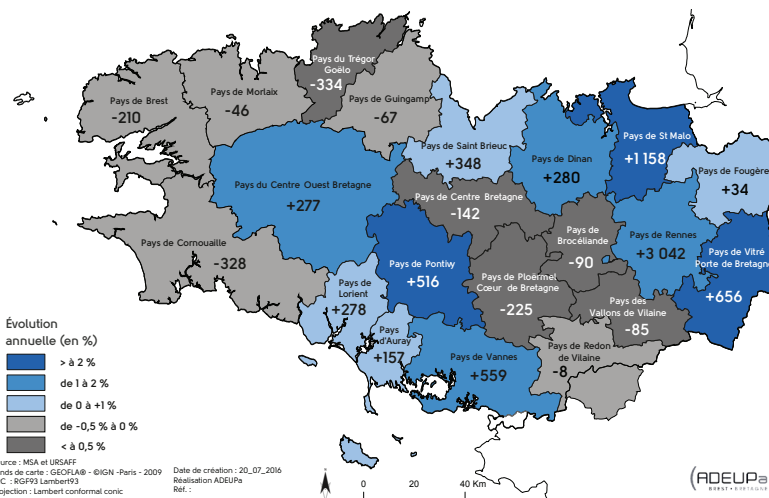 Pays du Trégor
Goëlo
-334
Pays de Morlaix
-46
Pays de Brest
-210
Pays de Guingamp
-67
Pays de Saint Brieuc
+348
Pays de Dinan
+280
Pays de St Malo
+1 158
Pays de Fougère
+34
Pays du Centre Ouest Bretagne
+277
Pays de Centre Bretagne
-142
Pays de
Brocéliande
-90
Pays de Rennes
+3 042
Pays de Vitré
Porte de Bretagne
+656
Pays de Cornouaille
-328
Pays de Pontivy
+516
Pays de Ploërmel
Cœur de Bretagne
-225
Pays des
Vallons de Vilaine
-85
Pays de
Lorient
+278
Pays
d'Auray
+157
Pays de Vannes
+559
Pays de Redon
de Vilaine
-8
Évolution
annuelle (en %)
> à 2 %
de 1 à 2 %
de 0 à +1 %
de -0,5 % à 0 %
< à 0,5 %
ource : MSA et URSAFF
nds de carte : GEOFLA® - ©IGN -Paris - 2009
C : RGF93 Lambert93
ojection : Lambert conformal conic
Date de création : 20_07_2016
Réalisation ADEUPa
Réf. :
0 20 40 Km
ADEUPa
BREST • BRETAGNE